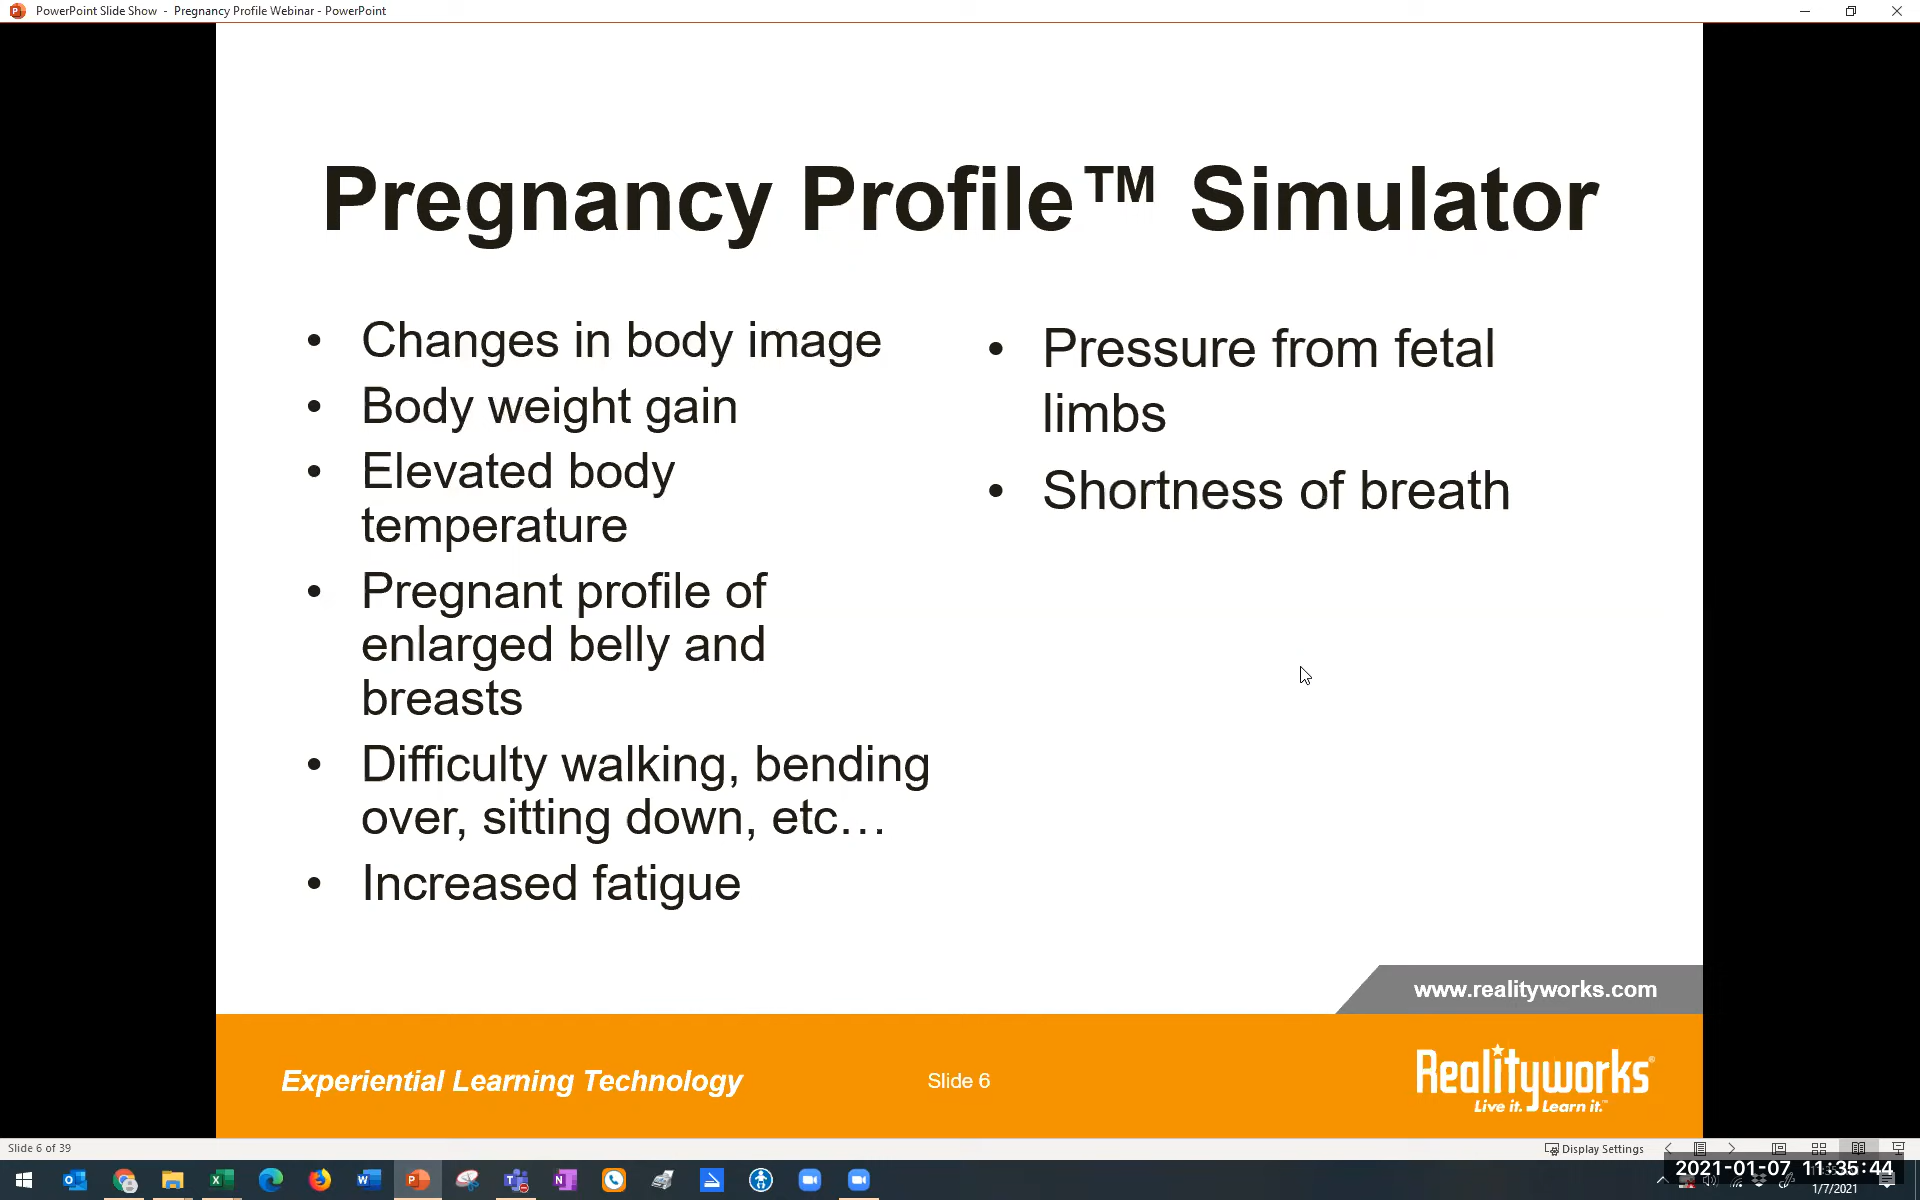 PowerPoint Slide Show - Pregnancy Profile Webinar - PowerPoint
Pregnancy Profile™ Simulator
• Changes in body image
• Body weight gain
• Elevated body
temperature
• Pregnant profile of
enlarged belly and
breasts
• Difficulty walking, bending
over, sitting down, etc…
• Increased fatigue
• Pressure from fetal
limbs
• Shortness of breath
www.realityworks.com
Experiential Learning Technology
Slide 6
Realityworks®
Live it. Learn it.™
Slide 6 of 39
Display Settings
2021-01-07 11:35:44
1/7/2021